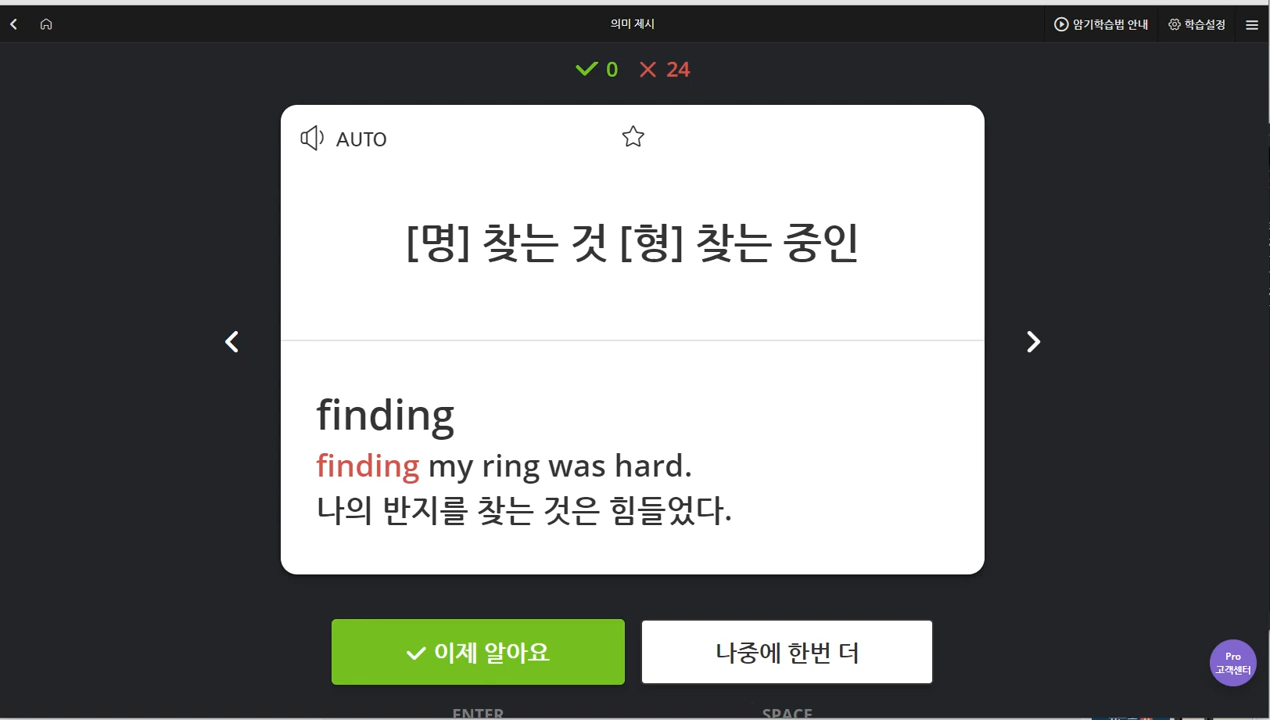 의미 제시
암기학습법 안내
학습설정
0
24
AUTO
[명] 찾는 것 [형] 찾는 중인
finding
finding my ring was hard.
나의 반지를 찾는 것은 힘들었다.
이제 알아요
나중에 한번 더
Pro
고객센터
ENTER
SPACE